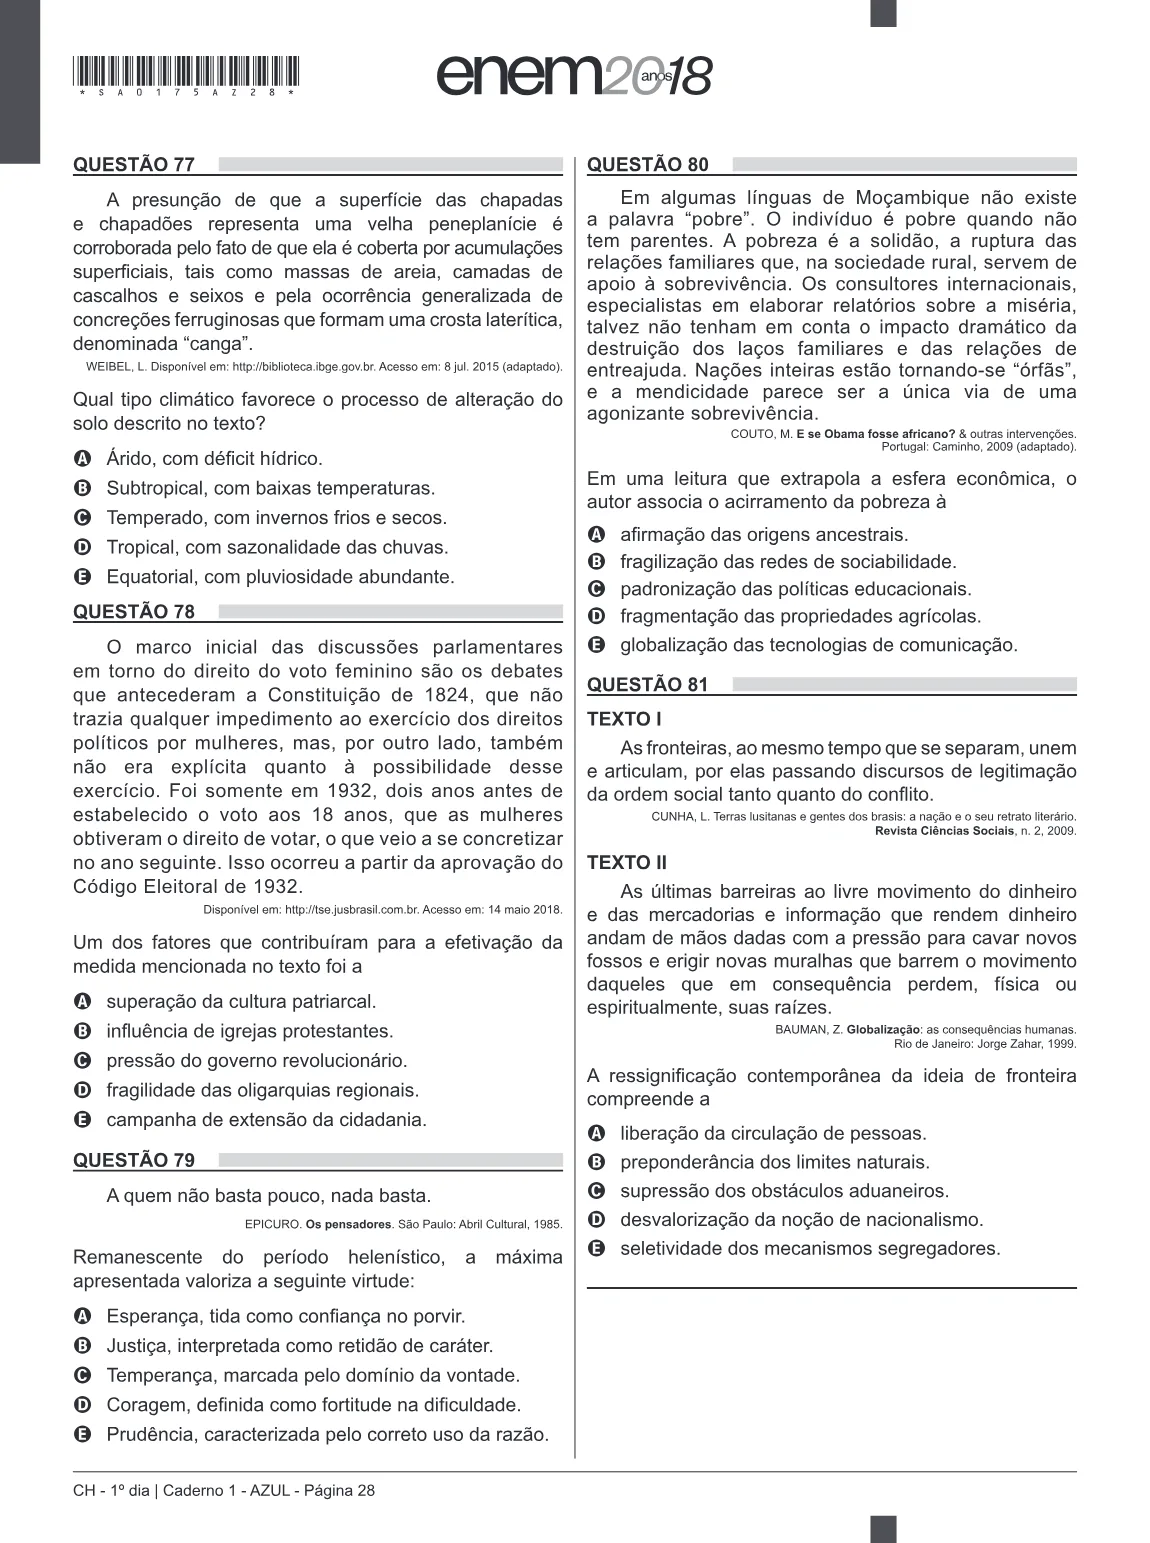 *SA0175AZ28*
enem20anos18
QUESTÃO 77
A presunção de que a superfície das chapadas
e chapadões representa uma velha peneplanície é
corroborada pelo fato de que ela é coberta por acumulações
superficiais, tais como massas de areia, camadas de
cascalhos e seixos e pela ocorrência generalizada de
concreções ferruginosas que formam uma crosta laterítica,
denominada “canga”.
WEIBEL, L. Disponível em: http://biblioteca.ibge.gov.br. Acesso em: 8 jul. 2015 (adaptado).
Qual tipo climático favorece o processo de alteração do
solo descrito no texto?
A Árido, com déficit hídrico.
B Subtropical, com baixas temperaturas.
C Temperado, com invernos frios e secos.
D Tropical, com sazonalidade das chuvas.
E Equatorial, com pluviosidade abundante.
QUESTÃO 78
O marco inicial das discussões parlamentares
em torno do direito do voto feminino são os debates
que antecederam a Constituição de 1824, que não
trazia qualquer impedimento ao exercício dos direitos
políticos por mulheres, mas, por outro lado, também
não era explícita quanto à possibilidade desse
exercício. Foi somente em 1932, dois anos antes de
estabelecido o voto aos 18 anos, que as mulheres
obtiveram o direito de votar, o que veio a se concretizar
no ano seguinte. Isso ocorreu a partir da aprovação do
Código Eleitoral de 1932.
Disponível em: http://tse.jusbrasil.com.br. Acesso em: 14 maio 2018.
Um dos fatores que contribuíram para a efetivação da
medida mencionada no texto foi a
A superação da cultura patriarcal.
B influência de igrejas protestantes.
C pressão do governo revolucionário.
D fragilidade das oligarquias regionais.
E campanha de extensão da cidadania.
QUESTÃO 79
A quem não basta pouco, nada basta.
EPICURO. Os pensadores. São Paulo: Abril Cultural, 1985.
Remanescente do período helenístico, a máxima
apresentada valoriza a seguinte virtude:
A Esperança, tida como confiança no porvir.
B Justiça, interpretada como retidão de caráter.
C Temperança, marcada pelo domínio da vontade.
D Coragem, definida como fortitude na dificuldade.
E Prudência, caracterizada pelo correto uso da razão.
QUESTÃO 80
Em algumas línguas de Moçambique não existe
a palavra “pobre”. O indivíduo é pobre quando não
tem parentes. A pobreza é a solidão, a ruptura das
relações familiares que, na sociedade rural, servem de
apoio à sobrevivência. Os consultores internacionais,
especialistas em elaborar relatórios sobre a miséria,
talvez não tenham em conta o impacto dramático da
destruição dos laços familiares e das relações de
entreajuda. Nações inteiras estão tornando-se “órfãs”,
e a mendicidade parece ser a única via de uma
agonizante sobrevivência.
COUTO, M. E se Obama fosse africano? & outras intervenções.
Portugal: Caminho, 2009 (adaptado).
Em uma leitura que extrapola a esfera econômica, o
autor associa o acirramento da pobreza à
A afirmação das origens ancestrais.
B fragilização das redes de sociabilidade.
C padronização das políticas educacionais.
D fragmentação das propriedades agrícolas.
E globalização das tecnologias de comunicação.
QUESTÃO 81
TEXTO I
As fronteiras, ao mesmo tempo que se separam, unem
e articulam, por elas passando discursos de legitimação
da ordem social tanto quanto do conflito.
CUNHA, L. Terras lusitanas e gentes dos brasis: a nação e o seu retrato literário.
Revista Ciências Sociais, n. 2, 2009.
TEXTO II
As últimas barreiras ao livre movimento do dinheiro
e das mercadorias e informação que rendem dinheiro
andam de mãos dadas com a pressão para cavar novos
fossos e erigir novas muralhas que barrem o movimento
daqueles que em consequência perdem, física ou
espiritualmente, suas raízes.
BAUMAN, Z. Globalização: as consequências humanas.
Rio de Janeiro: Jorge Zahar, 1999.
A ressignificação contemporânea da ideia de fronteira
compreende a
A liberação da circulação de pessoas.
B preponderância dos limites naturais.
C supressão dos obstáculos aduaneiros.
D desvalorização da noção de nacionalismo.
E seletividade dos mecanismos segregadores.
CH - 1º dia | Caderno 1 - AZUL - Página 28